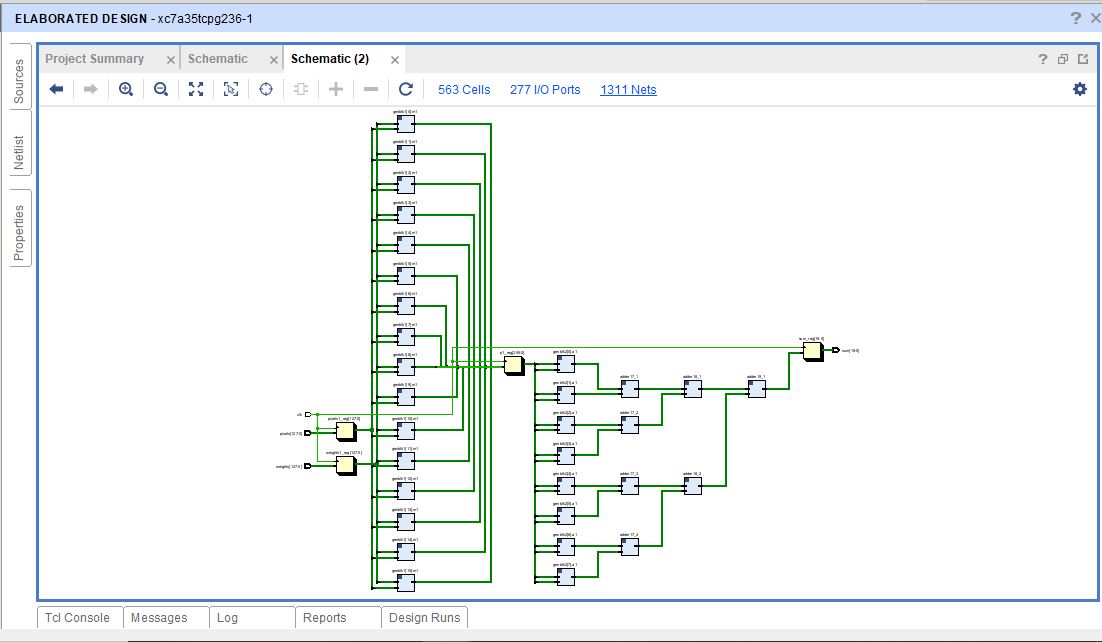 ELABORATED DESIGN - xc7a35tcpg236-1
Sources
Netlist
Properties
Project Summary
Schematic
Schematic (2)
563 Cells
277 I/O Ports
1311 Nets
clk
pixels[127:0]
weights[127:0]
pixels1_reg[127:0]
weights1_reg[127:0]
genblk1[0].m1
genblk1[1].m1
genblk1[2].m1
genblk1[3].m1
genblk1[4].m1
genblk1[5].m1
genblk1[6].m1
genblk1[7].m1
genblk1[8].m1
genblk1[9].m1
genblk1[10].m1
genblk1[11].m1
genblk1[12].m1
genblk1[13].m1
genblk1[14].m1
genblk1[15].m1
p1_reg[255:0]
genblk2[0].a1
genblk2[1].a1
genblk2[2].a1
genblk2[3].a1
genblk2[4].a1
genblk2[5].a1
genblk2[6].a1
genblk2[7].a1
adder17_1
adder17_2
adder17_3
adder17_4
adder18_1
adder18_2
adder19_1
sum_reg[19:0]
sum[19:0]
Tcl Console
Messages
Log
Reports
Design Runs